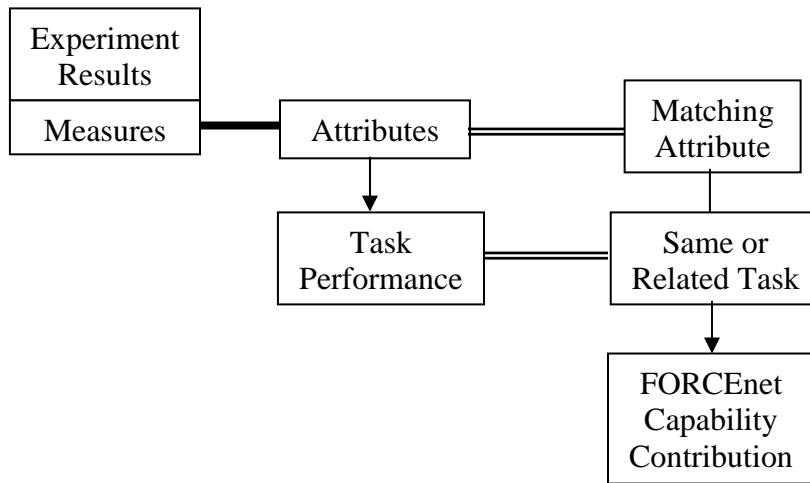 Experiment
Results
Measures
Attributes
Matching
Attribute
Task
Performance
Same or
Related Task
FORCEnet
Capability
Contribution